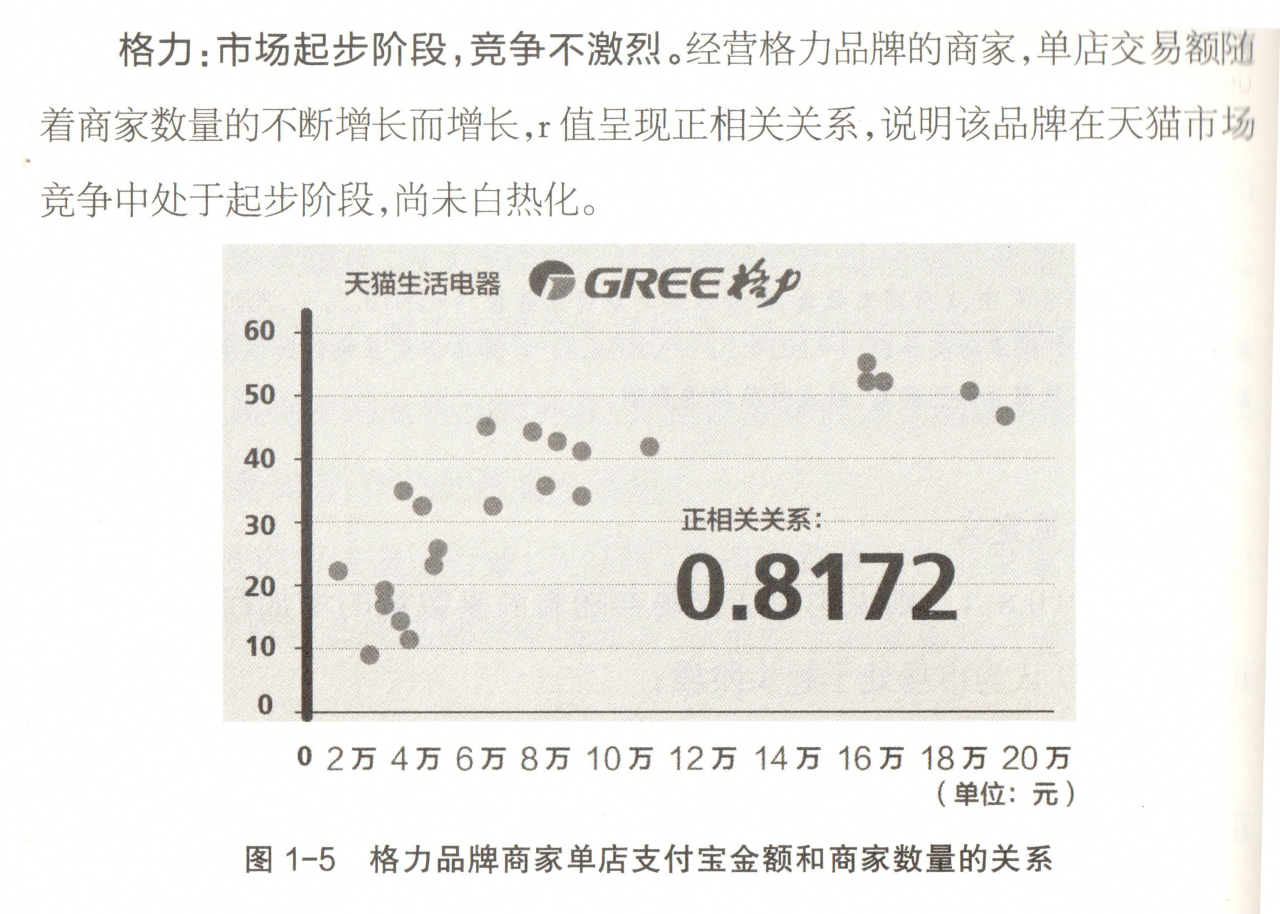 格力:市场起步阶段,竞争不激烈。经营格力品牌的商家,单店交易额随
着商家数量的不断增长而增长,r值呈现正相关关系,说明该品牌在天猫市场
竞争中处于起步阶段,尚未白热化。
天猫生活电器 GREE格力
60
50
40
30
正相关关系:
20
0.8172
10
0
0 2万 4万 6万 8万 10万 12万 14万 16万 18万 20万
(单位:元)
图 1-5 格力品牌商家单店支付宝金额和商家数量的关系